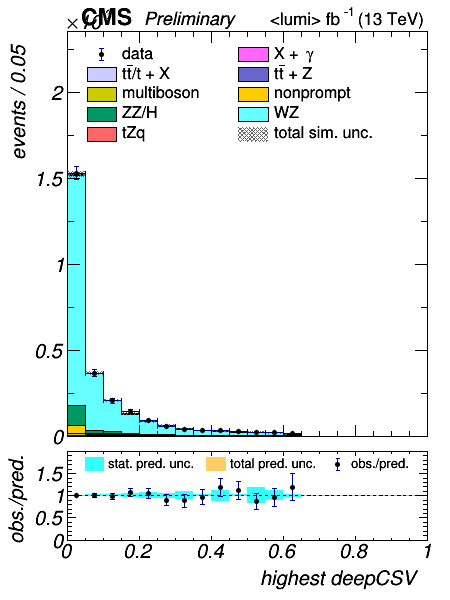 CMS Preliminary <lumi> fb⁻¹ (13 TeV)
events / 0.05
data
X + γ
tt̄/t + X
tt̄ + Z
multiboson
nonprompt
ZZ/H
WZ
tZq
total sim. unc.
2
1.5
1
0.5
0
obs./pred.
stat. pred. unc. total pred. unc. obs./pred.
1.5
1
0.5
0
0 0.2 0.4 0.6 0.8 1
highest deepCSV